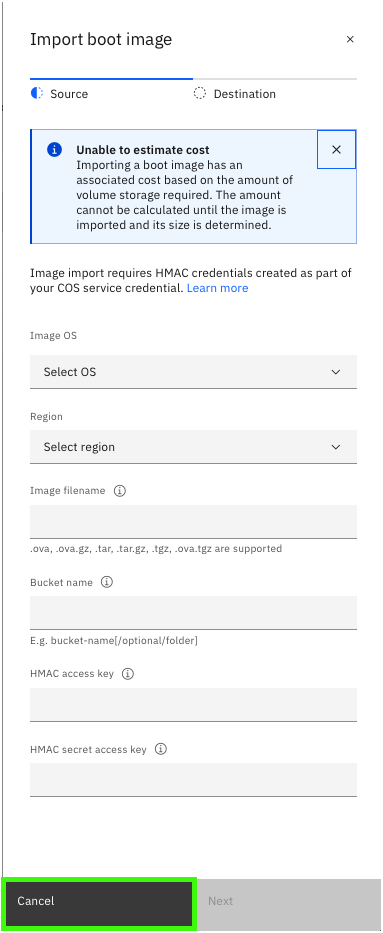 Import boot image
Source
Destination
Unable to estimate cost
Importing a boot image has an
associated cost based on the amount of
volume storage required. The amount
cannot be calculated until the image is
imported and its size is determined.
Image import requires HMAC credentials created as part of
your COS service credential. Learn more
Image OS
Select OS
Region
Select region
Image filename
.ova, .ova.gz, .tar, .tar.gz, .tgz, .ova.tgz are supported
Bucket name
E.g. bucket-name[/optional/folder]
HMAC access key
HMAC secret access key
Cancel
Next